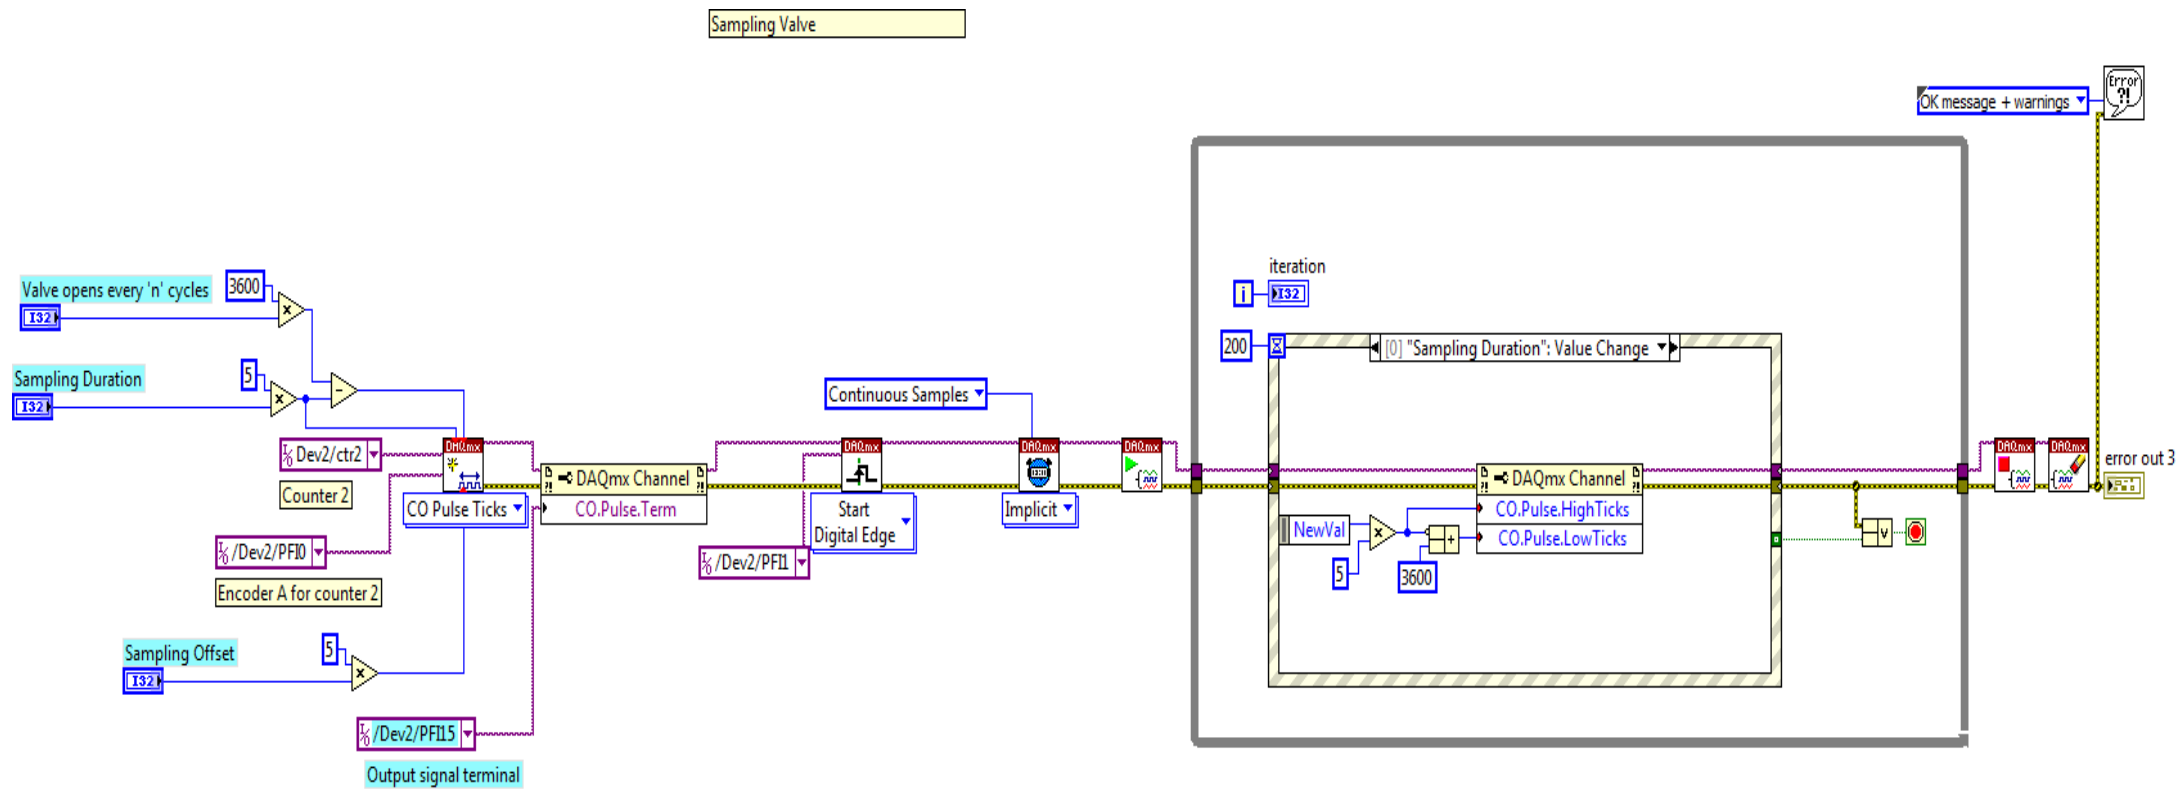 Sampling Valve
Error
?!
OK message + warnings
iteration
i
I32
Valve opens every 'n' cycles
3600
I32
x
200
[0] "Sampling Duration": Value Change
Sampling Duration
5
I32
x
-
Continuous Samples
Dev2/ctr2
Counter 2
DAQmx
CO Pulse Ticks
DAQmx Channel
CO.Pulse.Term
DAQmx
Start
Digital Edge
DAQmx
Implicit
DAQmx
DAQmx Channel
CO.Pulse.HighTicks
CO.Pulse.LowTicks
NewVal
x
+
5
3600
v
DAQmx
DAQmx
error out 3
/Dev2/PFI0
Encoder A for counter 2
/Dev2/PFI1
Sampling Offset
5
I32
x
/Dev2/PFI15
Output signal terminal